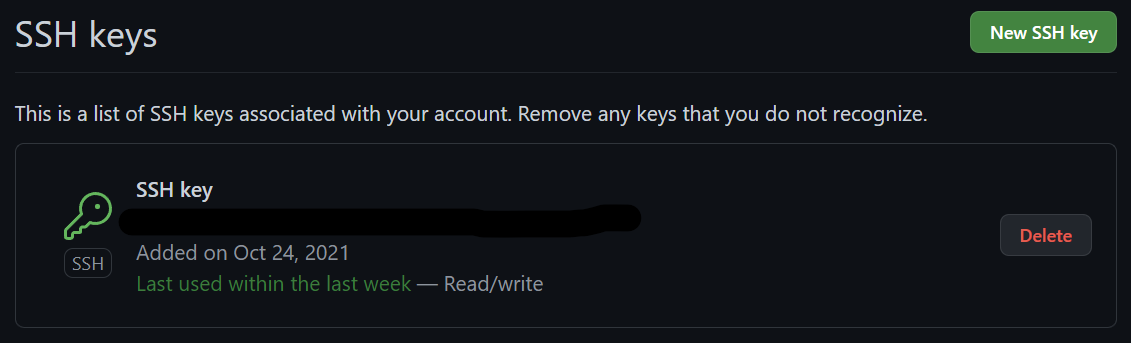 SSH keys
New SSH key
This is a list of SSH keys associated with your account. Remove any keys that you do not recognize.
SSH key
SSH
Added on Oct 24, 2021
Last used within the last week — Read/write
Delete